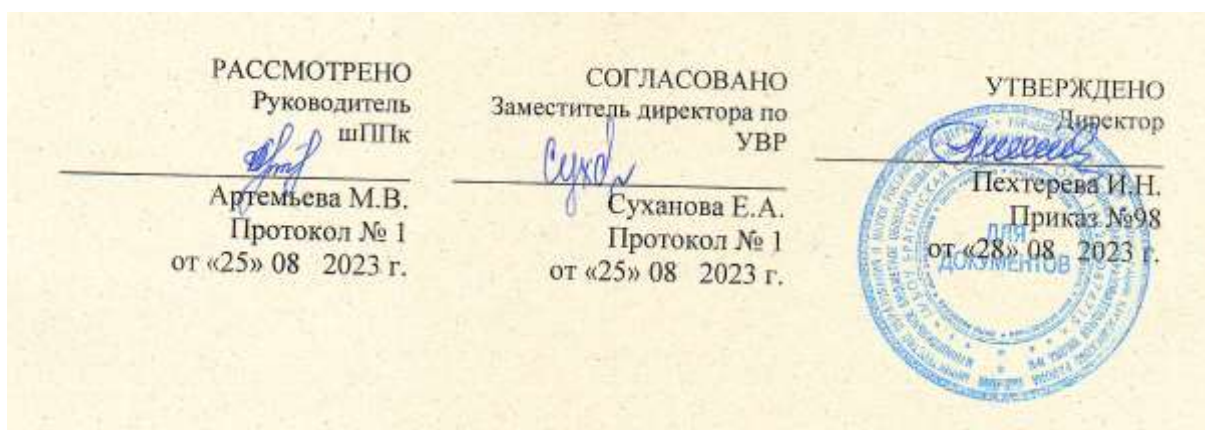 РАССМОТРЕНО
Руководитель
шППк
Артемьева М.В.
Протокол № 1
от «25» 08 2023 г.
СОГЛАСОВАНО
Заместитель директора по
УВР
Сухо
Суханова Е.А.
Протокол № 1
от «25» 08 2023 г.
УТВЕРЖДЕНО
Директор
Пехтерева И.Н.
Приказ №98
от «28» 08 2023 г.
ДЛЯ
ДОКУМЕНТОВ